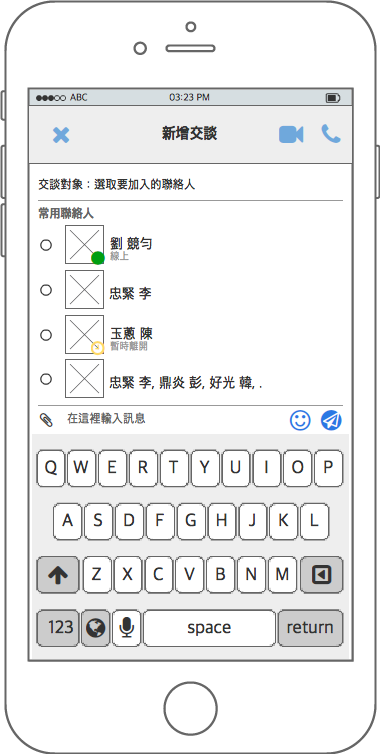 ABC 03:23 PM
新增交談
交談對象：選取要加入的聯絡人
常用聯絡人
劉 競勻
線上
忠緊 李
玉蕙 陳
暫時離開
忠緊 李, 鼎炎 彭, 好光 韓, .
在這裡輸入訊息
Q W E R T Y U I O P
A S D F G H J K L
Z X C V B N M
123 space return